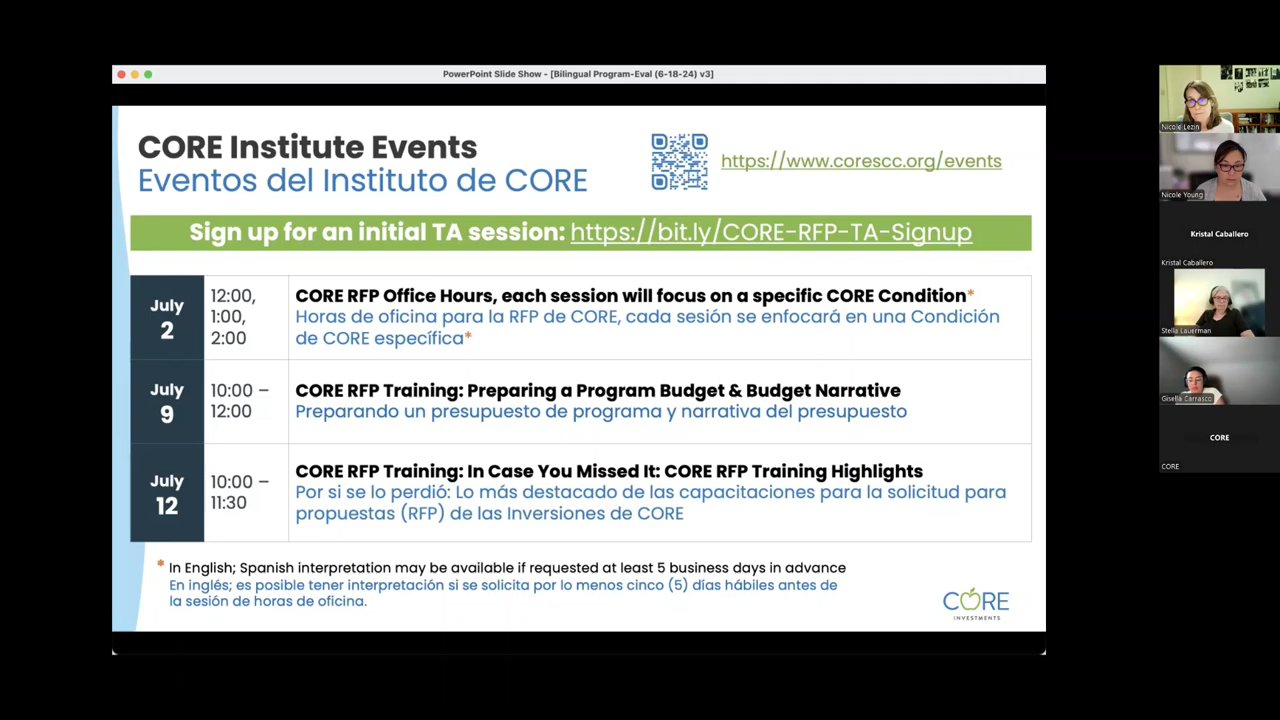 PowerPoint Slide Show - [Bilingual Program-Eval (6-18-24) v3]
CORE Institute Events
Eventos del Instituto de CORE
https://www.corescc.org/events
Sign up for an initial TA session: https://bit.ly/CORE-RFP-TA-Signup
July
2
12:00,
1:00,
2:00
CORE RFP Office Hours, each session will focus on a specific CORE Condition*
Horas de oficina para la RFP de CORE, cada sesión se enfocará en una Condición
de CORE específica*
July
9
10:00 –
12:00
CORE RFP Training: Preparing a Program Budget & Budget Narrative
Preparando un presupuesto de programa y narrativa del presupuesto
July
12
10:00 –
11:30
CORE RFP Training: In Case You Missed It: CORE RFP Training Highlights
Por si se lo perdió: Lo más destacado de las capacitaciones para la solicitud para
propuestas (RFP) de las Inversiones de CORE
* In English; Spanish interpretation may be available if requested at least 5 business days in advance
En inglés; es posible tener interpretación si se solicita por lo menos cinco (5) días hábiles antes de
la sesión de horas de oficina.
CORE
INVESTMENTS
Nicole Lezin
Nicole Young
Kristal Caballero
Kristal Caballero
Stella Lauerman
Gisella Carrasco
CORE
CORE